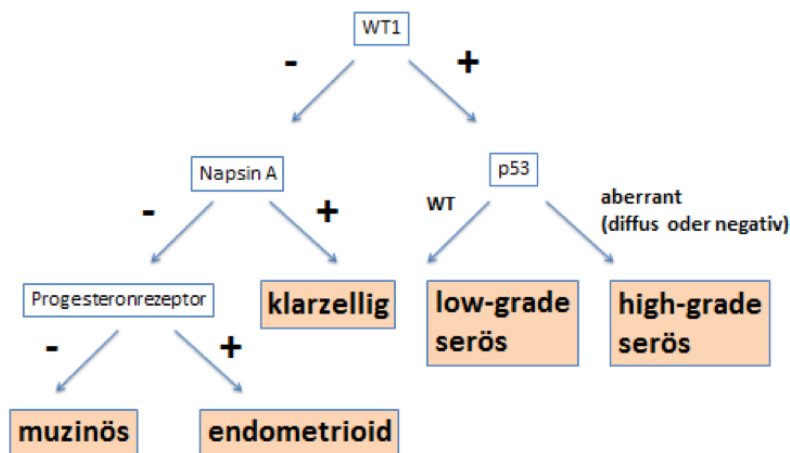 WT1
- +
Napsin A
p53
- +
WT
aberrant
(diffus oder negativ)
Progesteronrezeptor
klarzellig
low-grade
serös
high-grade
serös
- +
muzinös
endometrioid